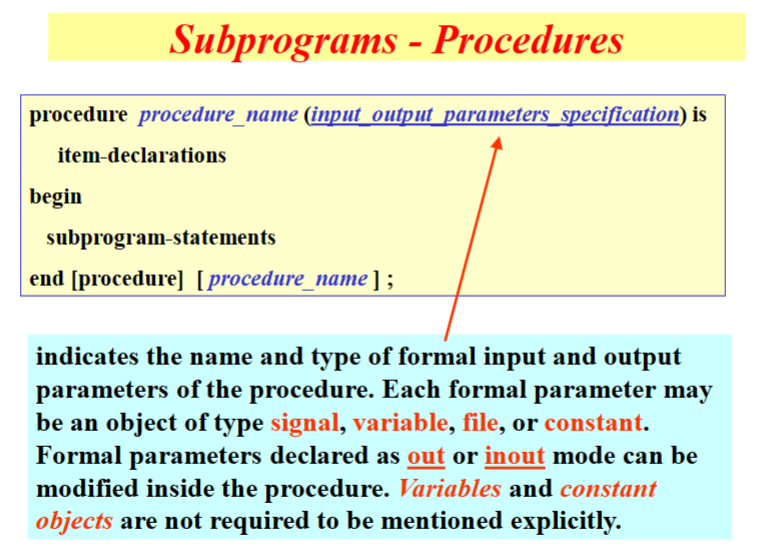 Subprograms - Procedures
procedure procedure_name (input_output_parameters_specification) is
item-declarations
begin
subprogram-statements
end [procedure] [ procedure_name ] ;
indicates the name and type of formal input and output
parameters of the procedure. Each formal parameter may
be an object of type signal, variable, file, or constant.
Formal parameters declared as out or inout mode can be
modified inside the procedure. Variables and constant
objects are not required to be mentioned explicitly.